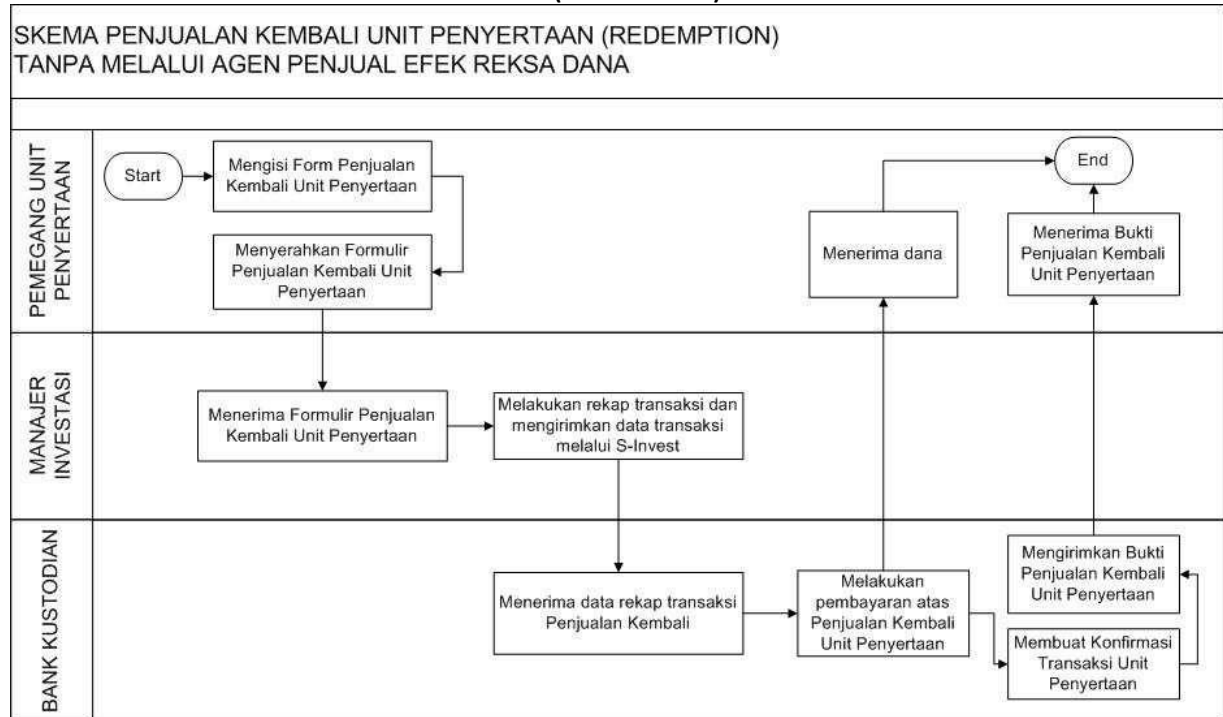 SKEMA PENJUALAN KEMBALI UNIT PENYERTAAN (REDEMPTION)
TANPA MELALUI AGEN PENJUAL EFEK REKSA DANA
PEMEGANG UNIT
PENYERTAAN
Start
Mengisi Form Penjualan
Kembali Unit Penyertaan
Menyerahkan Formulir
Penjualan Kembali Unit
Penyertaan
Menerima dana
End
Menerima Bukti
Penjualan Kembali
Unit Penyertaan
MANAJER
INVESTASI
Menerima Formulir Penjualan
Kembali Unit Penyertaan
Melakukan rekap transaksi dan
mengirimkan data transaksi
melalui S-Invest
BANK KUSTODIAN
Menerima data rekap transaksi
Penjualan Kembali
Melakukan
pembayaran atas
Penjualan Kembali
Unit Penyertaan
Mengirimkan Bukti
Penjualan Kembali
Unit Penyertaan
Membuat Konfirmasi
Transaksi Unit
Penyertaan